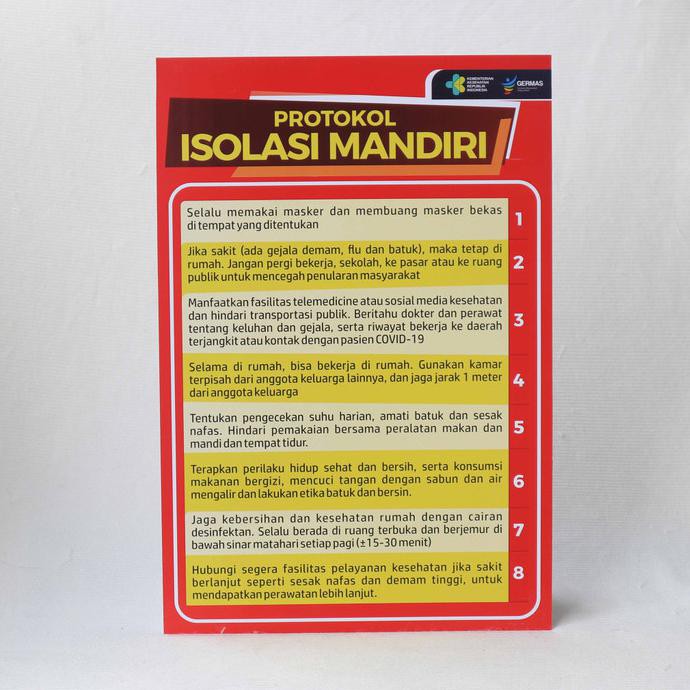 KEMENTERIAN
KESEHATAN
REPUBLIK
INDONESIA
GERMAS
PROTOKOL
ISOLASI MANDIRI
Selalu memakai masker dan membuang masker bekas
di tempat yang ditentukan
1
Jika sakit (ada gejala demam, flu dan batuk), maka tetap di
rumah. Jangan pergi bekerja, sekolah, ke pasar atau ke ruang
publik untuk mencegah penularan masyarakat
2
Manfaatkan fasilitas telemedicine atau sosial media kesehatan
dan hindari transportasi publik. Beritahu dokter dan perawat
tentang keluhan dan gejala, serta riwayat bekerja ke daerah
terjangkit atau kontak dengan pasien COVID-19
3
Selama di rumah, bisa bekerja di rumah. Gunakan kamar
terpisah dari anggota keluarga lainnya, dan jaga jarak 1 meter
dari anggota keluarga
4
Tentukan pengecekan suhu harian, amati batuk dan sesak
nafas. Hindari pemakaian bersama peralatan makan dan
mandi dan tempat tidur.
5
Terapkan perilaku hidup sehat dan bersih, serta konsumsi
makanan bergizi, mencuci tangan dengan sabun dan air
mengalir dan lakukan etika batuk dan bersin.
6
Jaga kebersihan dan kesehatan rumah dengan cairan
desinfektan. Selalu berada di ruang terbuka dan berjemur di
bawah sinar matahari setiap pagi (±15-30 menit)
7
Hubungi segera fasilitas pelayanan kesehatan jika sakit
berlanjut seperti sesak nafas dan demam tinggi, untuk
mendapatkan perawatan lebih lanjut.
8